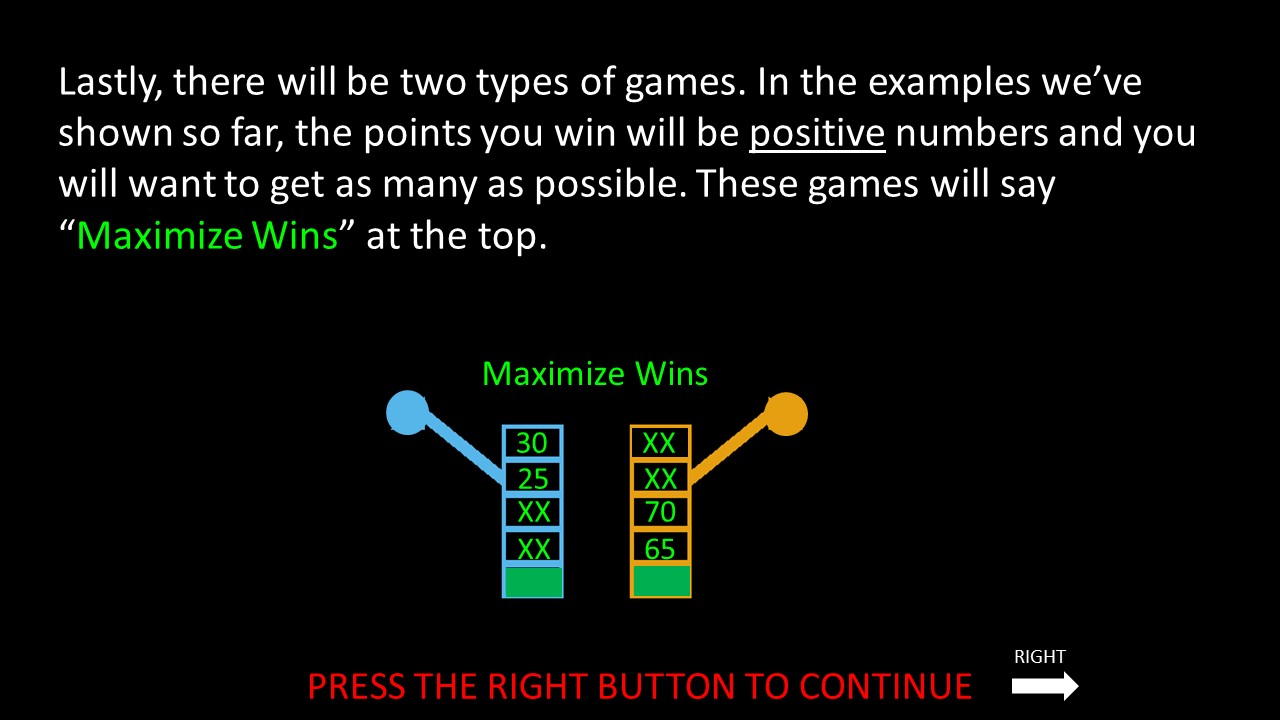 Lastly, there will be two types of games. In the examples we’ve
shown so far, the points you win will be positive numbers and you
will want to get as many as possible. These games will say
“Maximize Wins” at the top.
Maximize Wins
30 XX
25 XX
XX 70
XX 65
RIGHT
PRESS THE RIGHT BUTTON TO CONTINUE